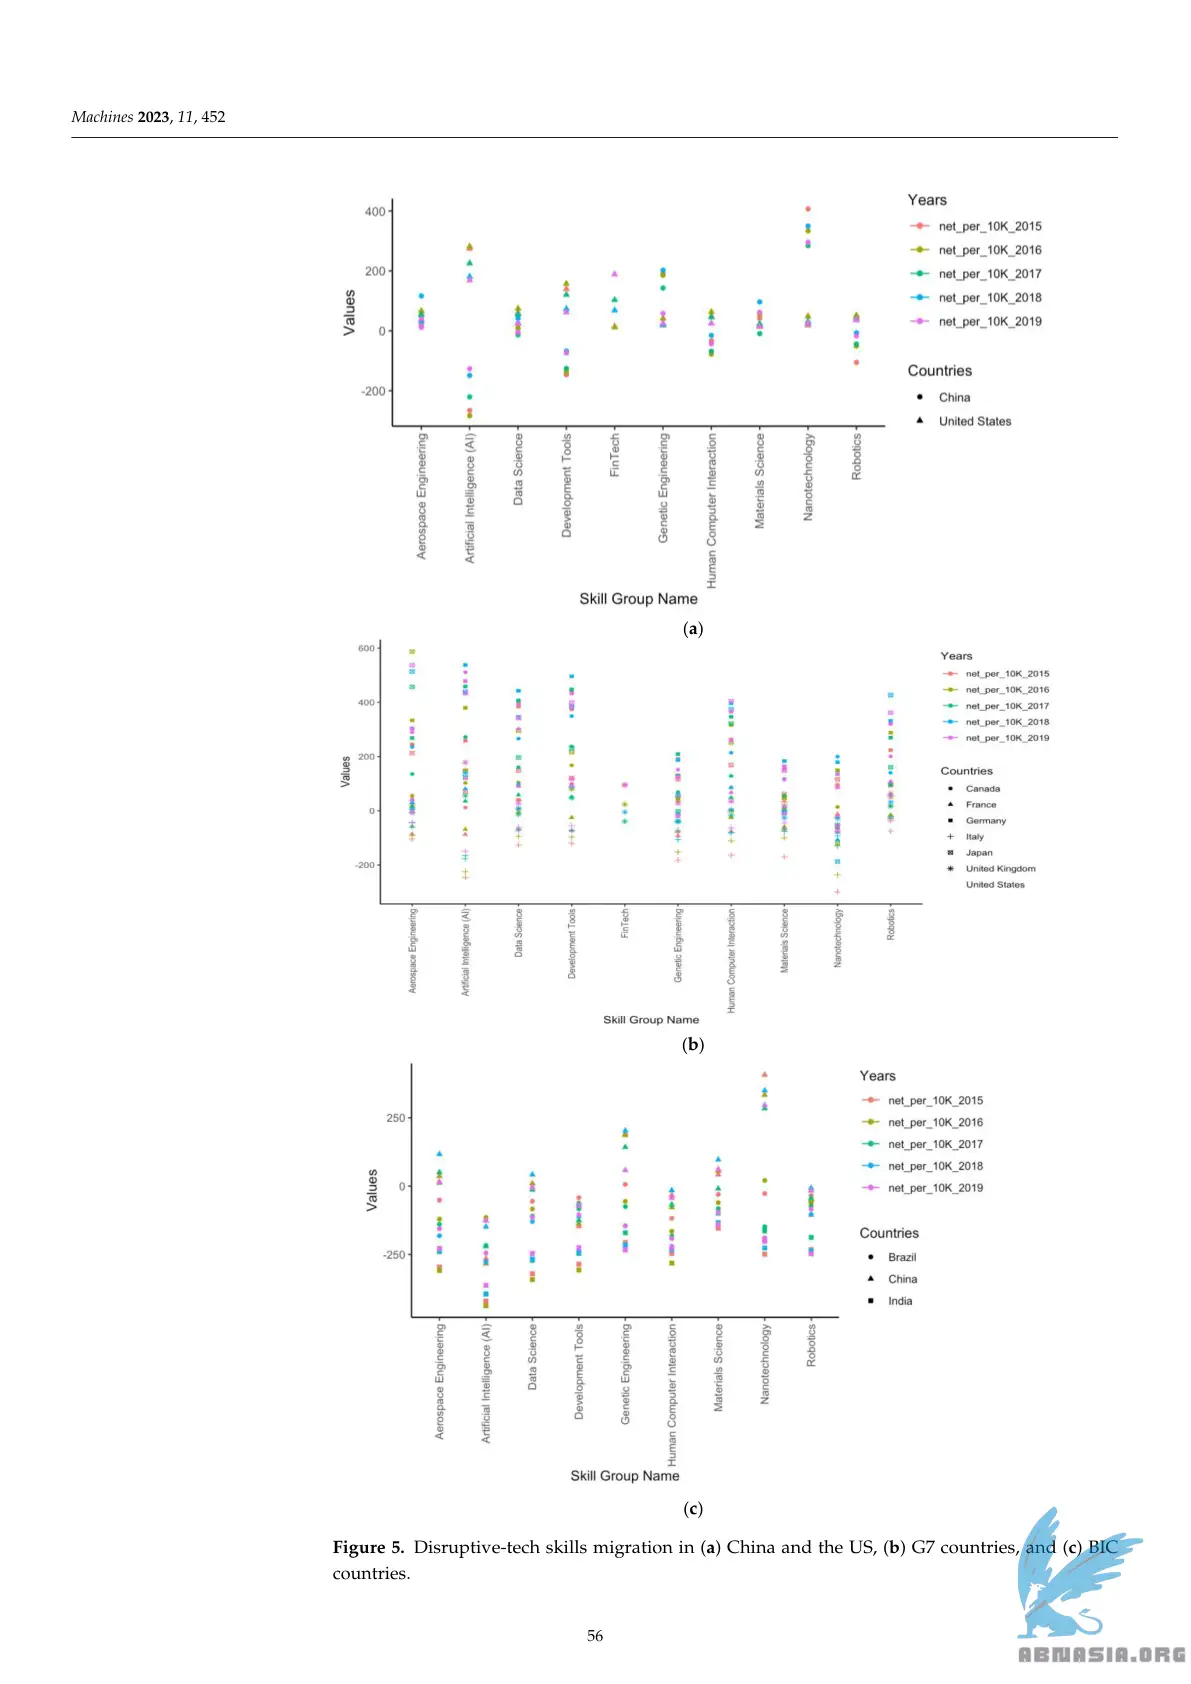 Machines 2023, 11, 452
400
200
0
-200
Values
Aerospace Engineering
Artificial Intelligence (AI)
Data Science
Development Tools
FinTech
Genetic Engineering
Human Computer Interaction
Materials Science
Nanotechnology
Robotics
Skill Group Name
Years
net_per_10K_2015
net_per_10K_2016
net_per_10K_2017
net_per_10K_2018
net_per_10K_2019
Countries
China
United States
(a)
600
400
200
0
-200
Values
Aerospace Engineering
Artificial Intelligence (AI)
Data Science
Development Tools
FinTech
Genetic Engineering
Human Computer Interaction
Materials Science
Nanotechnology
Robotics
Skill Group Name
Years
net_per_10K_2015
net_per_10K_2016
net_per_10K_2017
net_per_10K_2018
net_per_10K_2019
Countries
Canada
France
Germany
Italy
Japan
United Kingdom
United States
(b)
250
0
-250
Values
Aerospace Engineering
Artificial Intelligence (AI)
Data Science
Development Tools
Genetic Engineering
Human Computer Interaction
Materials Science
Nanotechnology
Robotics
Skill Group Name
Years
net_per_10K_2015
net_per_10K_2016
net_per_10K_2017
net_per_10K_2018
net_per_10K_2019
Countries
Brazil
China
India
(c)
Figure 5. Disruptive-tech skills migration in (a) China and the US, (b) G7 countries, and (c) BIC
countries.
56
ABNASIA.ORG